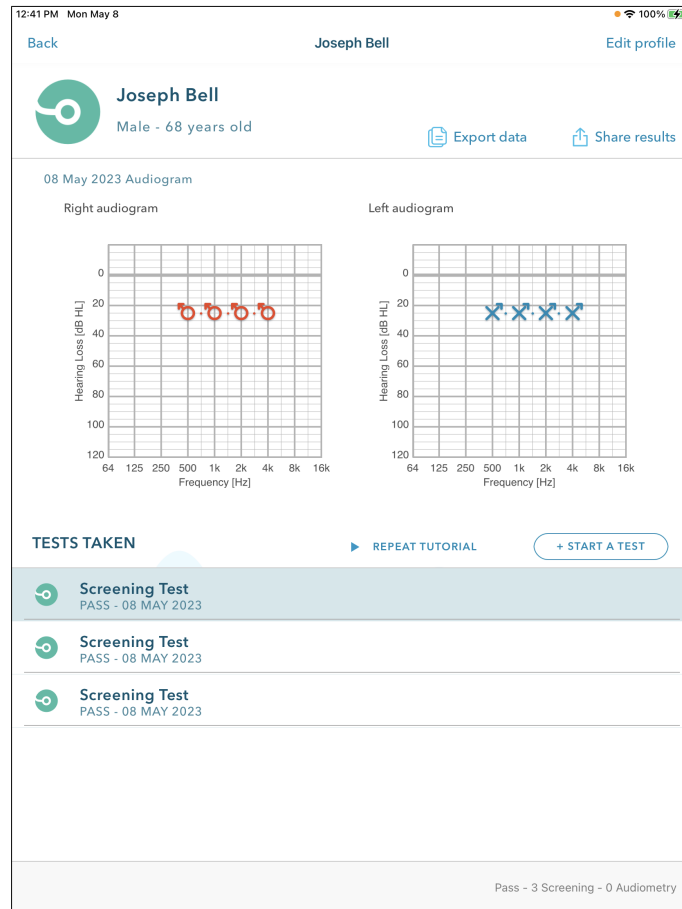 12:41 PM Mon May 8 100%
Back Joseph Bell Edit profile
Joseph Bell
Male - 68 years old
Export data Share results
08 May 2023 Audiogram
Right audiogram Left audiogram
0 0
20 20
40 40
60 60
80 80
100 100
120 120
Hearing Loss [dB HL] Hearing Loss [dB HL]
64 125 250 500 1k 2k 4k 8k 16k 64 125 250 500 1k 2k 4k 8k 16k
Frequency [Hz] Frequency [Hz]
TESTS TAKEN REPEAT TUTORIAL + START A TEST
Screening Test
PASS - 08 MAY 2023
Screening Test
PASS - 08 MAY 2023
Screening Test
PASS - 08 MAY 2023
Pass - 3 Screening - 0 Audiometry